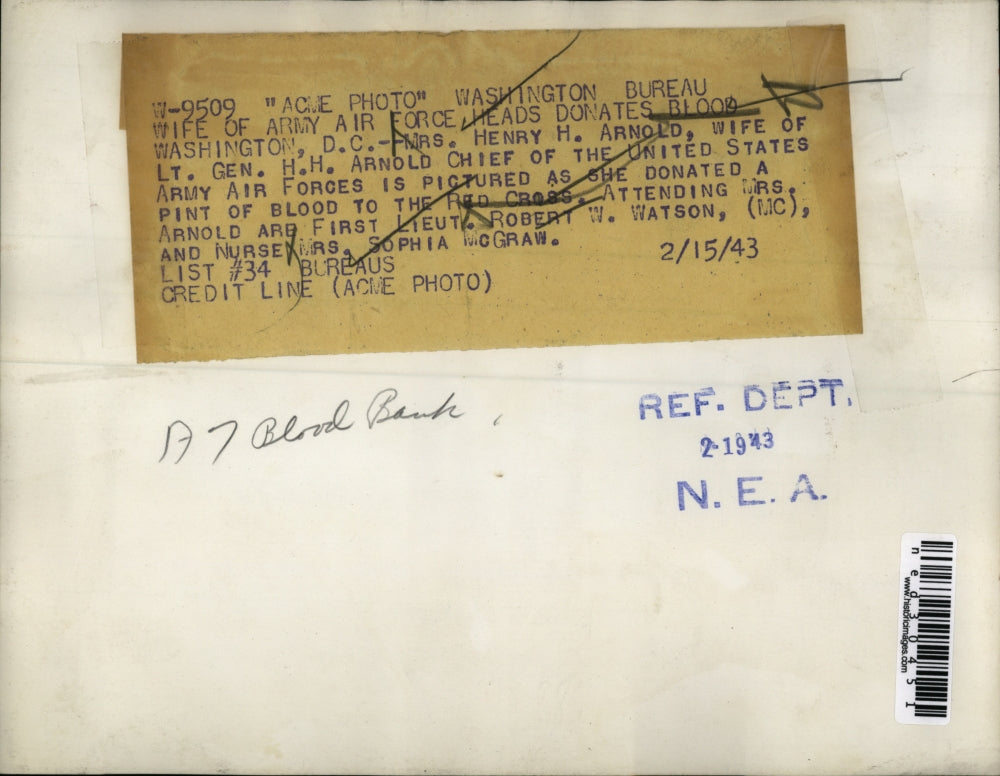 W-9509 "ACME PHOTO" WASHINGTON BUREAU
WIFE OF ARMY AIR FORCE HEADS DONATES BLOOD
WASHINGTON, D.C.--MRS. HENRY H. ARNOLD, WIFE OF
LT. GEN. H.H. ARNOLD CHIEF OF THE UNITED STATES
ARMY AIR FORCES IS PICTURED AS SHE DONATED A
PINT OF BLOOD TO THE RED CROSS. ATTENDING MRS.
ARNOLD ARE FIRST LIEUT. ROBERT W. WATSON, (MC),
AND NURSE MRS. SOPHIA MCGRAW.
LIST #34 BUREAUS 2/15/43
CREDIT LINE (ACME PHOTO)
Blood Bank
REF. DEPT.
2-19 43
N. E. A.
ned30451
www.historicimages.com